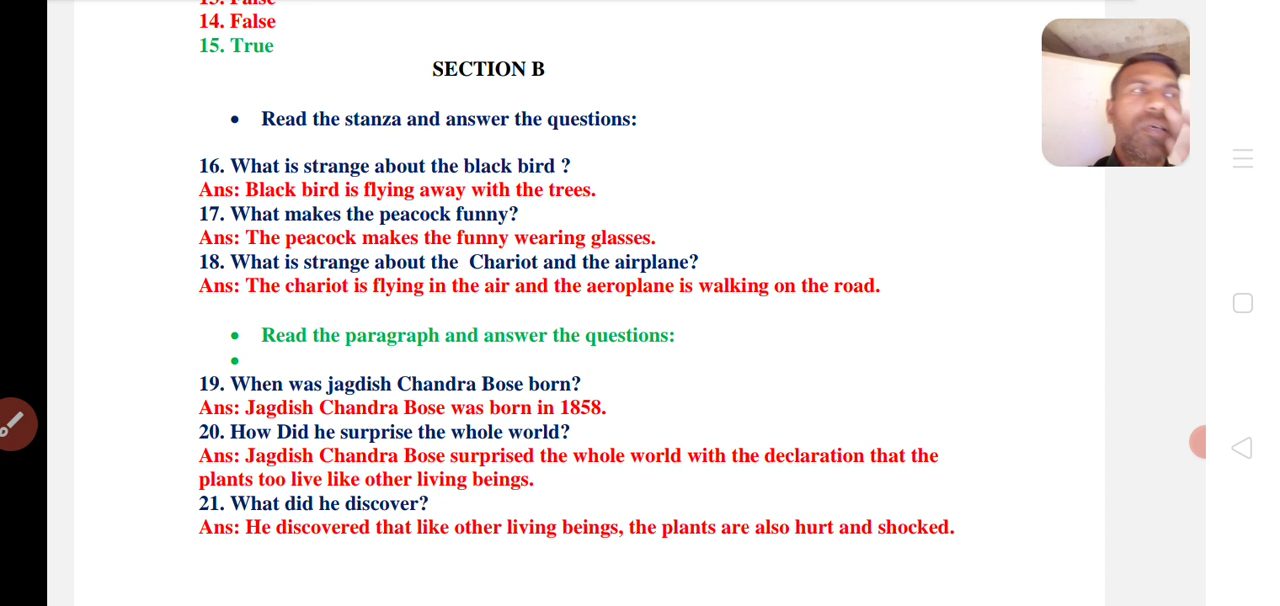 14. False
15. True
SECTION B
• Read the stanza and answer the questions:
16. What is strange about the black bird ?
Ans: Black bird is flying away with the trees.
17. What makes the peacock funny?
Ans: The peacock makes the funny wearing glasses.
18. What is strange about the Chariot and the airplane?
Ans: The chariot is flying in the air and the aeroplane is walking on the road.
• Read the paragraph and answer the questions:
•
19. When was jagdish Chandra Bose born?
Ans: Jagdish Chandra Bose was born in 1858.
20. How Did he surprise the whole world?
Ans: Jagdish Chandra Bose surprised the whole world with the declaration that the
plants too live like other living beings.
21. What did he discover?
Ans: He discovered that like other living beings, the plants are also hurt and shocked.